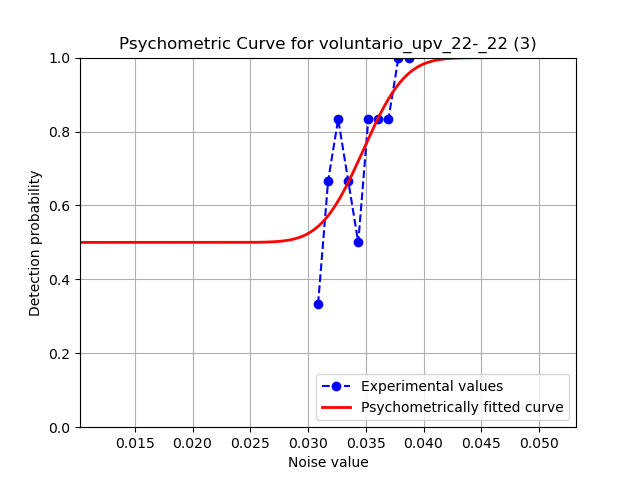 Psychometric Curve for voluntario_upv_22-_22 (3)
1.0
0.8
0.6
0.4
0.2
0.0
Detection probability
Experimental values
Psychometrically fitted curve
0.015 0.020 0.025 0.030 0.035 0.040 0.045 0.050
Noise value